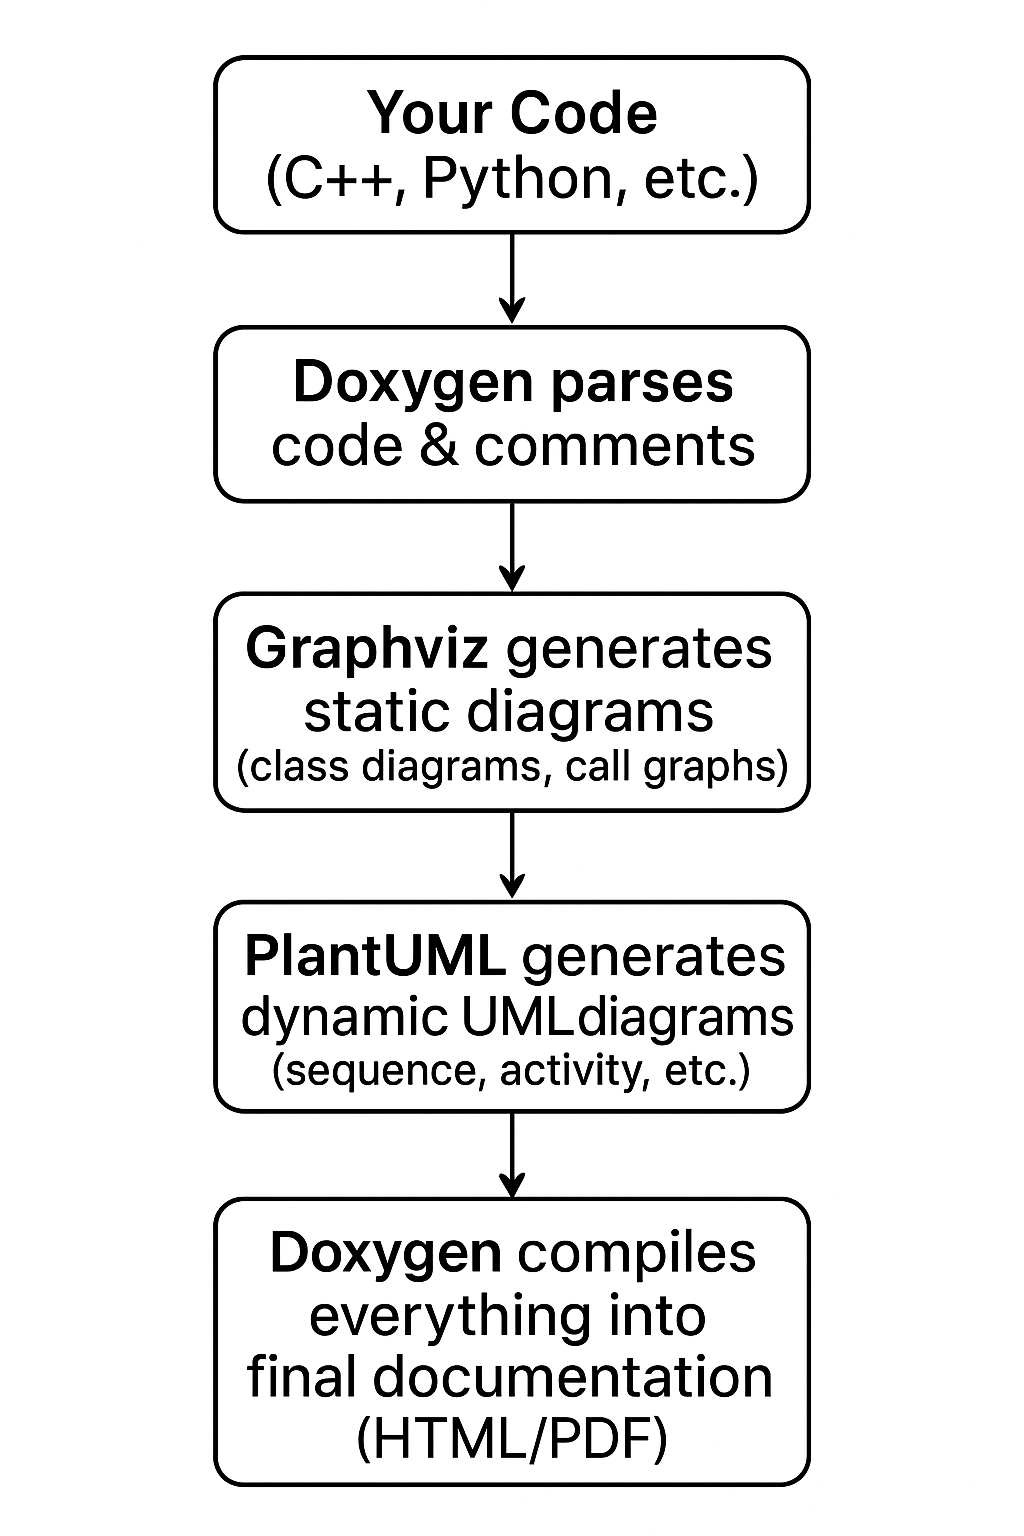 Your Code
(C++, Python, etc.)
Doxygen parses
code & comments
Graphviz generates
static diagrams
(class diagrams, call graphs)
PlantUML generates
dynamic UMLdiagrams
(sequence, activity, etc.)
Doxygen compiles
everything into
final documentation
(HTML/PDF)